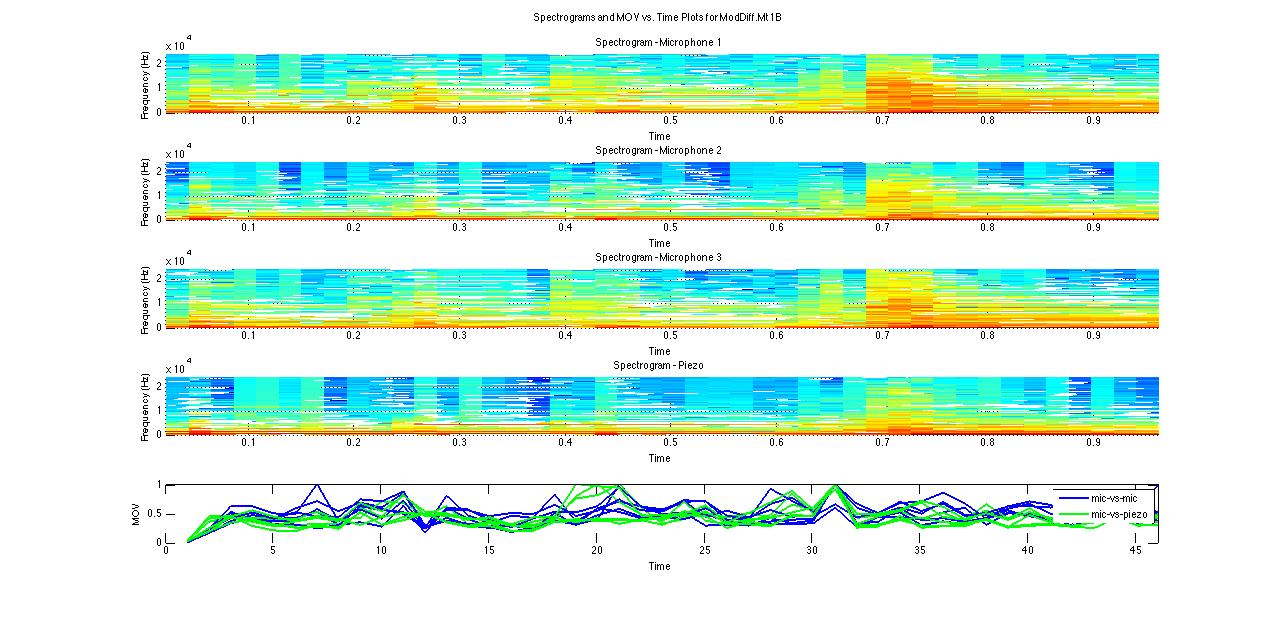 Spectrograms and MOV vs. Time Plots for ModDiff.Mt1B
Spectrogram - Microphone 1
x 10 4
Frequency (Hz)
2
1
0
0.1 0.2 0.3 0.4 0.5 0.6 0.7 0.8 0.9
Time
Spectrogram - Microphone 2
x 10 4
Frequency (Hz)
2
1
0
0.1 0.2 0.3 0.4 0.5 0.6 0.7 0.8 0.9
Time
Spectrogram - Microphone 3
x 10 4
Frequency (Hz)
2
1
0
0.1 0.2 0.3 0.4 0.5 0.6 0.7 0.8 0.9
Time
Spectrogram - Piezo
x 10 4
Frequency (Hz)
2
1
0
0.1 0.2 0.3 0.4 0.5 0.6 0.7 0.8 0.9
Time
MOV
1
0.5
0
mic-vs-mic
mic-vs-piezo
0 5 10 15 20 25 30 35 40 45
Time